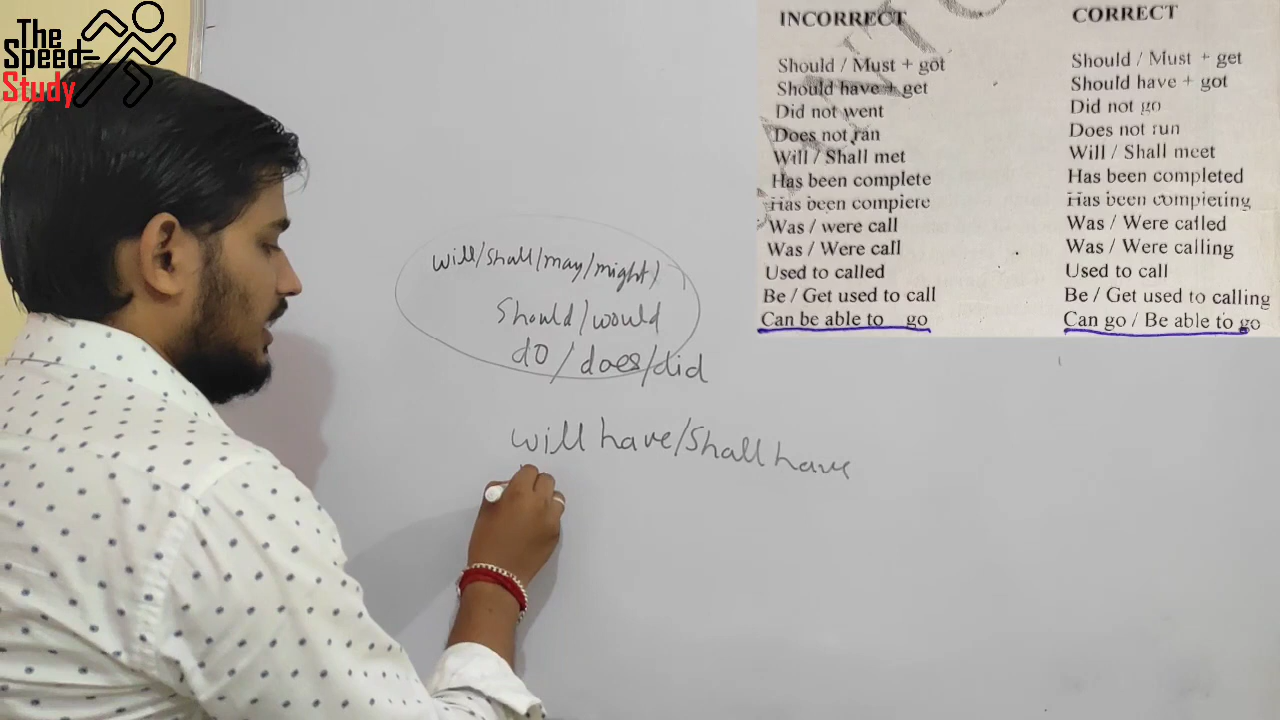 The
Speed
Study
INCORRECT CORRECT
Should / Must + got Should / Must + get
Should have + get Should have + got
Did not went Did not go
Does not ran Does not run
Will / Shall met Will / Shall meet
Has been complete Has been completed
Has been complete Has been completing
Was / were call Was / Were called
Was / Were call Was / Were calling
Used to called Used to call
Be / Get used to call Be / Get used to calling
Can be able to go Can go / Be able to go
will/shall/may/might/
Should/would
do/does/did
will have/Shall have